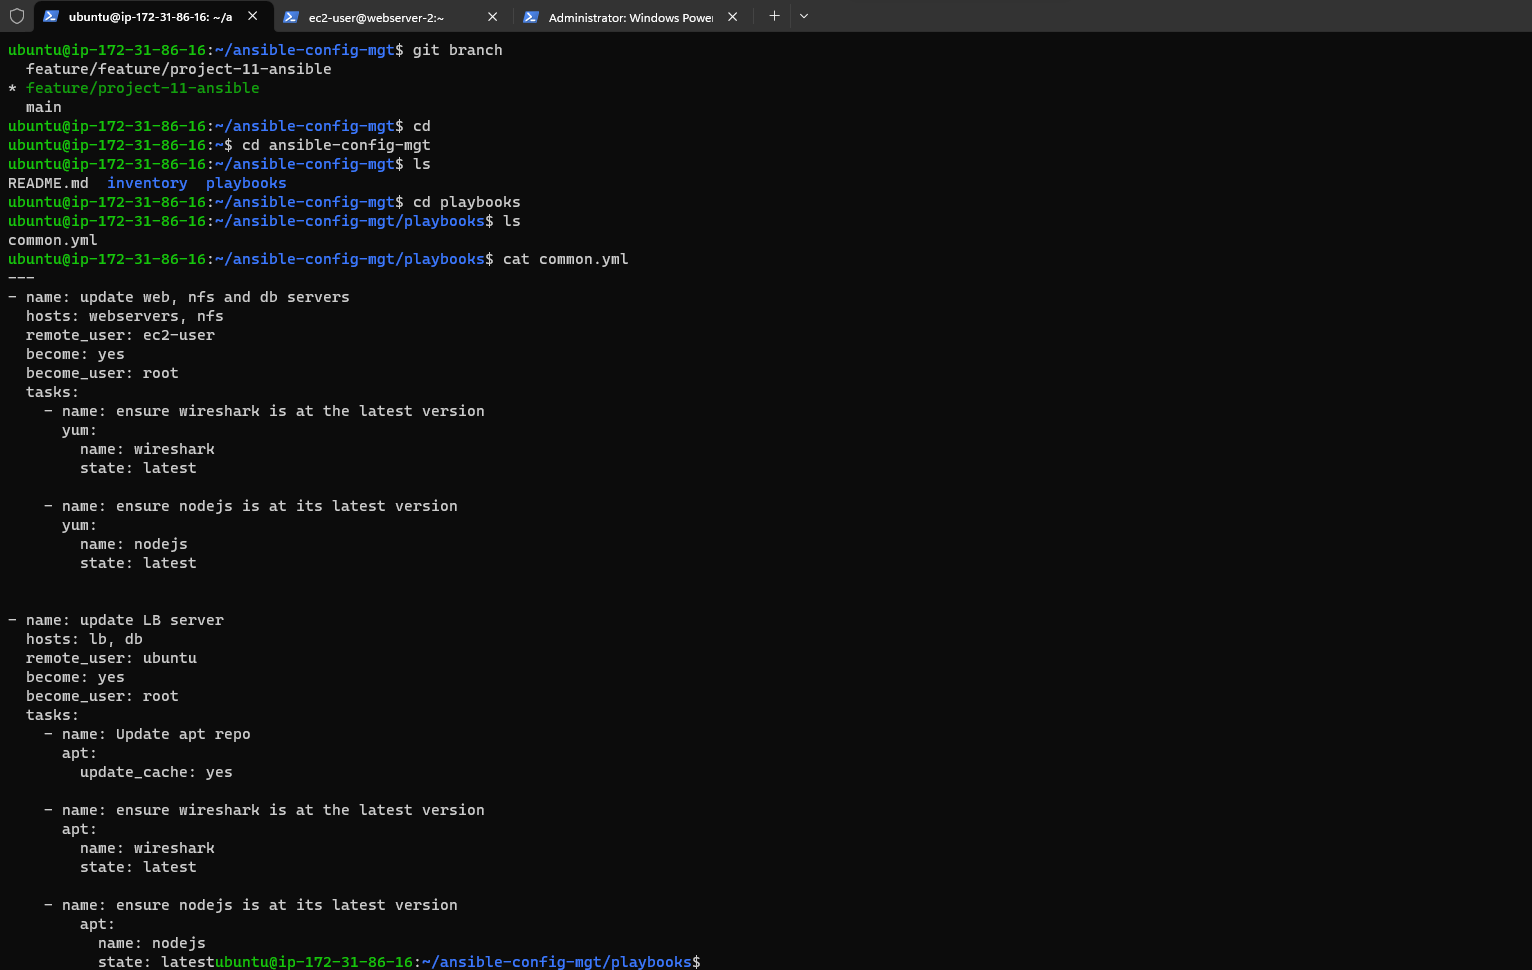 ubuntu@ip-172-31-86-16: ~/a
ec2-user@webserver-2:~
Administrator: Windows Power
ubuntu@ip-172-31-86-16:~/ansible-config-mgt$ git branch
  feature/feature/project-11-ansible
* feature/project-11-ansible
  main
ubuntu@ip-172-31-86-16:~/ansible-config-mgt$ cd
ubuntu@ip-172-31-86-16:~$ cd ansible-config-mgt
ubuntu@ip-172-31-86-16:~/ansible-config-mgt$ ls
README.md  inventory  playbooks
ubuntu@ip-172-31-86-16:~/ansible-config-mgt$ cd playbooks
ubuntu@ip-172-31-86-16:~/ansible-config-mgt/playbooks$ ls
common.yml
ubuntu@ip-172-31-86-16:~/ansible-config-mgt/playbooks$ cat common.yml
---
- name: update web, nfs and db servers
  hosts: webservers, nfs
  remote_user: ec2-user
  become: yes
  become_user: root
  tasks:
    - name: ensure wireshark is at the latest version
      yum:
        name: wireshark
        state: latest

    - name: ensure nodejs is at its latest version
      yum:
        name: nodejs
        state: latest


- name: update LB server
  hosts: lb, db
  remote_user: ubuntu
  become: yes
  become_user: root
  tasks:
    - name: Update apt repo
      apt:
        update_cache: yes

    - name: ensure wireshark is at the latest version
      apt:
        name: wireshark
        state: latest

    - name: ensure nodejs is at its latest version
        apt:
          name: nodejs
          state: latestubuntu@ip-172-31-86-16:~/ansible-config-mgt/playbooks$